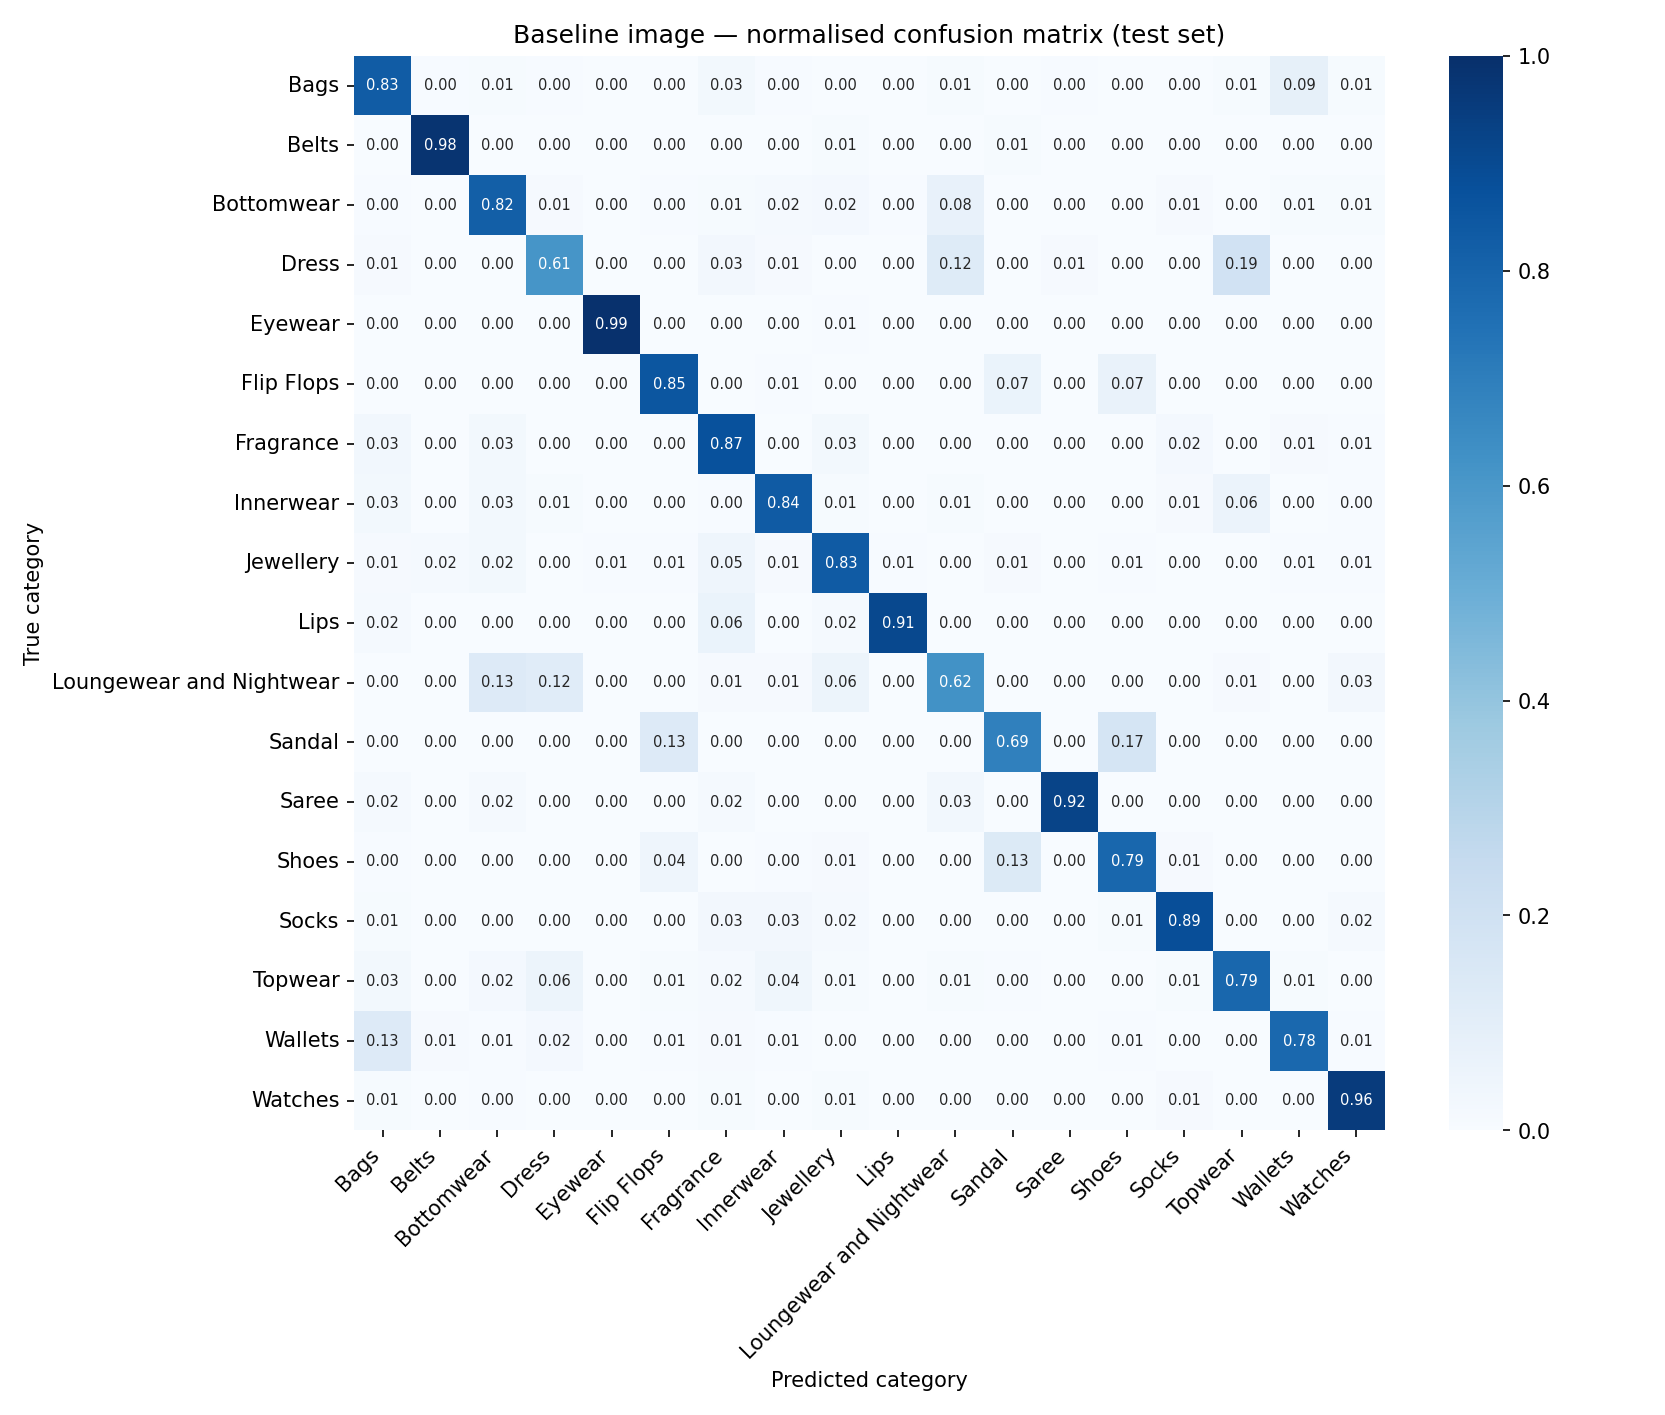 Baseline image — normalised confusion matrix (test set)
Bags 0.83 0.00 0.01 0.00 0.00 0.00 0.03 0.00 0.00 0.00 0.01 0.00 0.00 0.00 0.00 0.01 0.09 0.01
Belts 0.00 0.98 0.00 0.00 0.00 0.00 0.00 0.00 0.01 0.00 0.00 0.01 0.00 0.00 0.00 0.00 0.00 0.00
Bottomwear 0.00 0.00 0.82 0.01 0.00 0.00 0.01 0.02 0.02 0.00 0.08 0.00 0.00 0.00 0.01 0.00 0.01 0.01
Dress 0.01 0.00 0.00 0.61 0.00 0.00 0.03 0.01 0.00 0.00 0.12 0.00 0.01 0.00 0.00 0.19 0.00 0.00
Eyewear 0.00 0.00 0.00 0.00 0.99 0.00 0.00 0.00 0.01 0.00 0.00 0.00 0.00 0.00 0.00 0.00 0.00 0.00
Flip Flops 0.00 0.00 0.00 0.00 0.00 0.85 0.00 0.01 0.00 0.00 0.00 0.07 0.00 0.07 0.00 0.00 0.00 0.00
Fragrance 0.03 0.00 0.03 0.00 0.00 0.00 0.87 0.00 0.03 0.00 0.00 0.00 0.00 0.00 0.02 0.00 0.01 0.01
Innerwear 0.03 0.00 0.03 0.01 0.00 0.00 0.00 0.84 0.01 0.00 0.01 0.00 0.00 0.00 0.01 0.06 0.00 0.00
Jewellery 0.01 0.02 0.02 0.00 0.01 0.01 0.05 0.01 0.83 0.01 0.00 0.01 0.00 0.01 0.00 0.00 0.01 0.01
Lips 0.02 0.00 0.00 0.00 0.00 0.00 0.06 0.00 0.02 0.91 0.00 0.00 0.00 0.00 0.00 0.00 0.00 0.00
Loungewear and Nightwear 0.00 0.00 0.13 0.12 0.00 0.00 0.01 0.01 0.06 0.00 0.62 0.00 0.00 0.00 0.00 0.01 0.00 0.03
Sandal 0.00 0.00 0.00 0.00 0.00 0.13 0.00 0.00 0.00 0.00 0.00 0.69 0.00 0.17 0.00 0.00 0.00 0.00
Saree 0.02 0.00 0.02 0.00 0.00 0.00 0.02 0.00 0.00 0.00 0.03 0.00 0.92 0.00 0.00 0.00 0.00 0.00
Shoes 0.00 0.00 0.00 0.00 0.00 0.04 0.00 0.00 0.01 0.00 0.00 0.13 0.00 0.79 0.01 0.00 0.00 0.00
Socks 0.01 0.00 0.00 0.00 0.00 0.00 0.03 0.03 0.02 0.00 0.00 0.00 0.00 0.01 0.89 0.00 0.00 0.02
Topwear 0.03 0.00 0.02 0.06 0.00 0.01 0.02 0.04 0.01 0.00 0.01 0.00 0.00 0.00 0.01 0.79 0.01 0.00
Wallets 0.13 0.01 0.01 0.02 0.00 0.01 0.01 0.01 0.00 0.00 0.00 0.00 0.00 0.01 0.00 0.00 0.78 0.01
Watches 0.01 0.00 0.00 0.00 0.00 0.00 0.01 0.00 0.01 0.00 0.00 0.00 0.00 0.00 0.01 0.00 0.00 0.96
True category
Bags
Belts
Bottomwear
Dress
Eyewear
Flip Flops
Fragrance
Innerwear
Jewellery
Lips
Loungewear and Nightwear
Sandal
Saree
Shoes
Socks
Topwear
Wallets
Watches
Predicted category
1.0
0.8
0.6
0.4
0.2
0.0